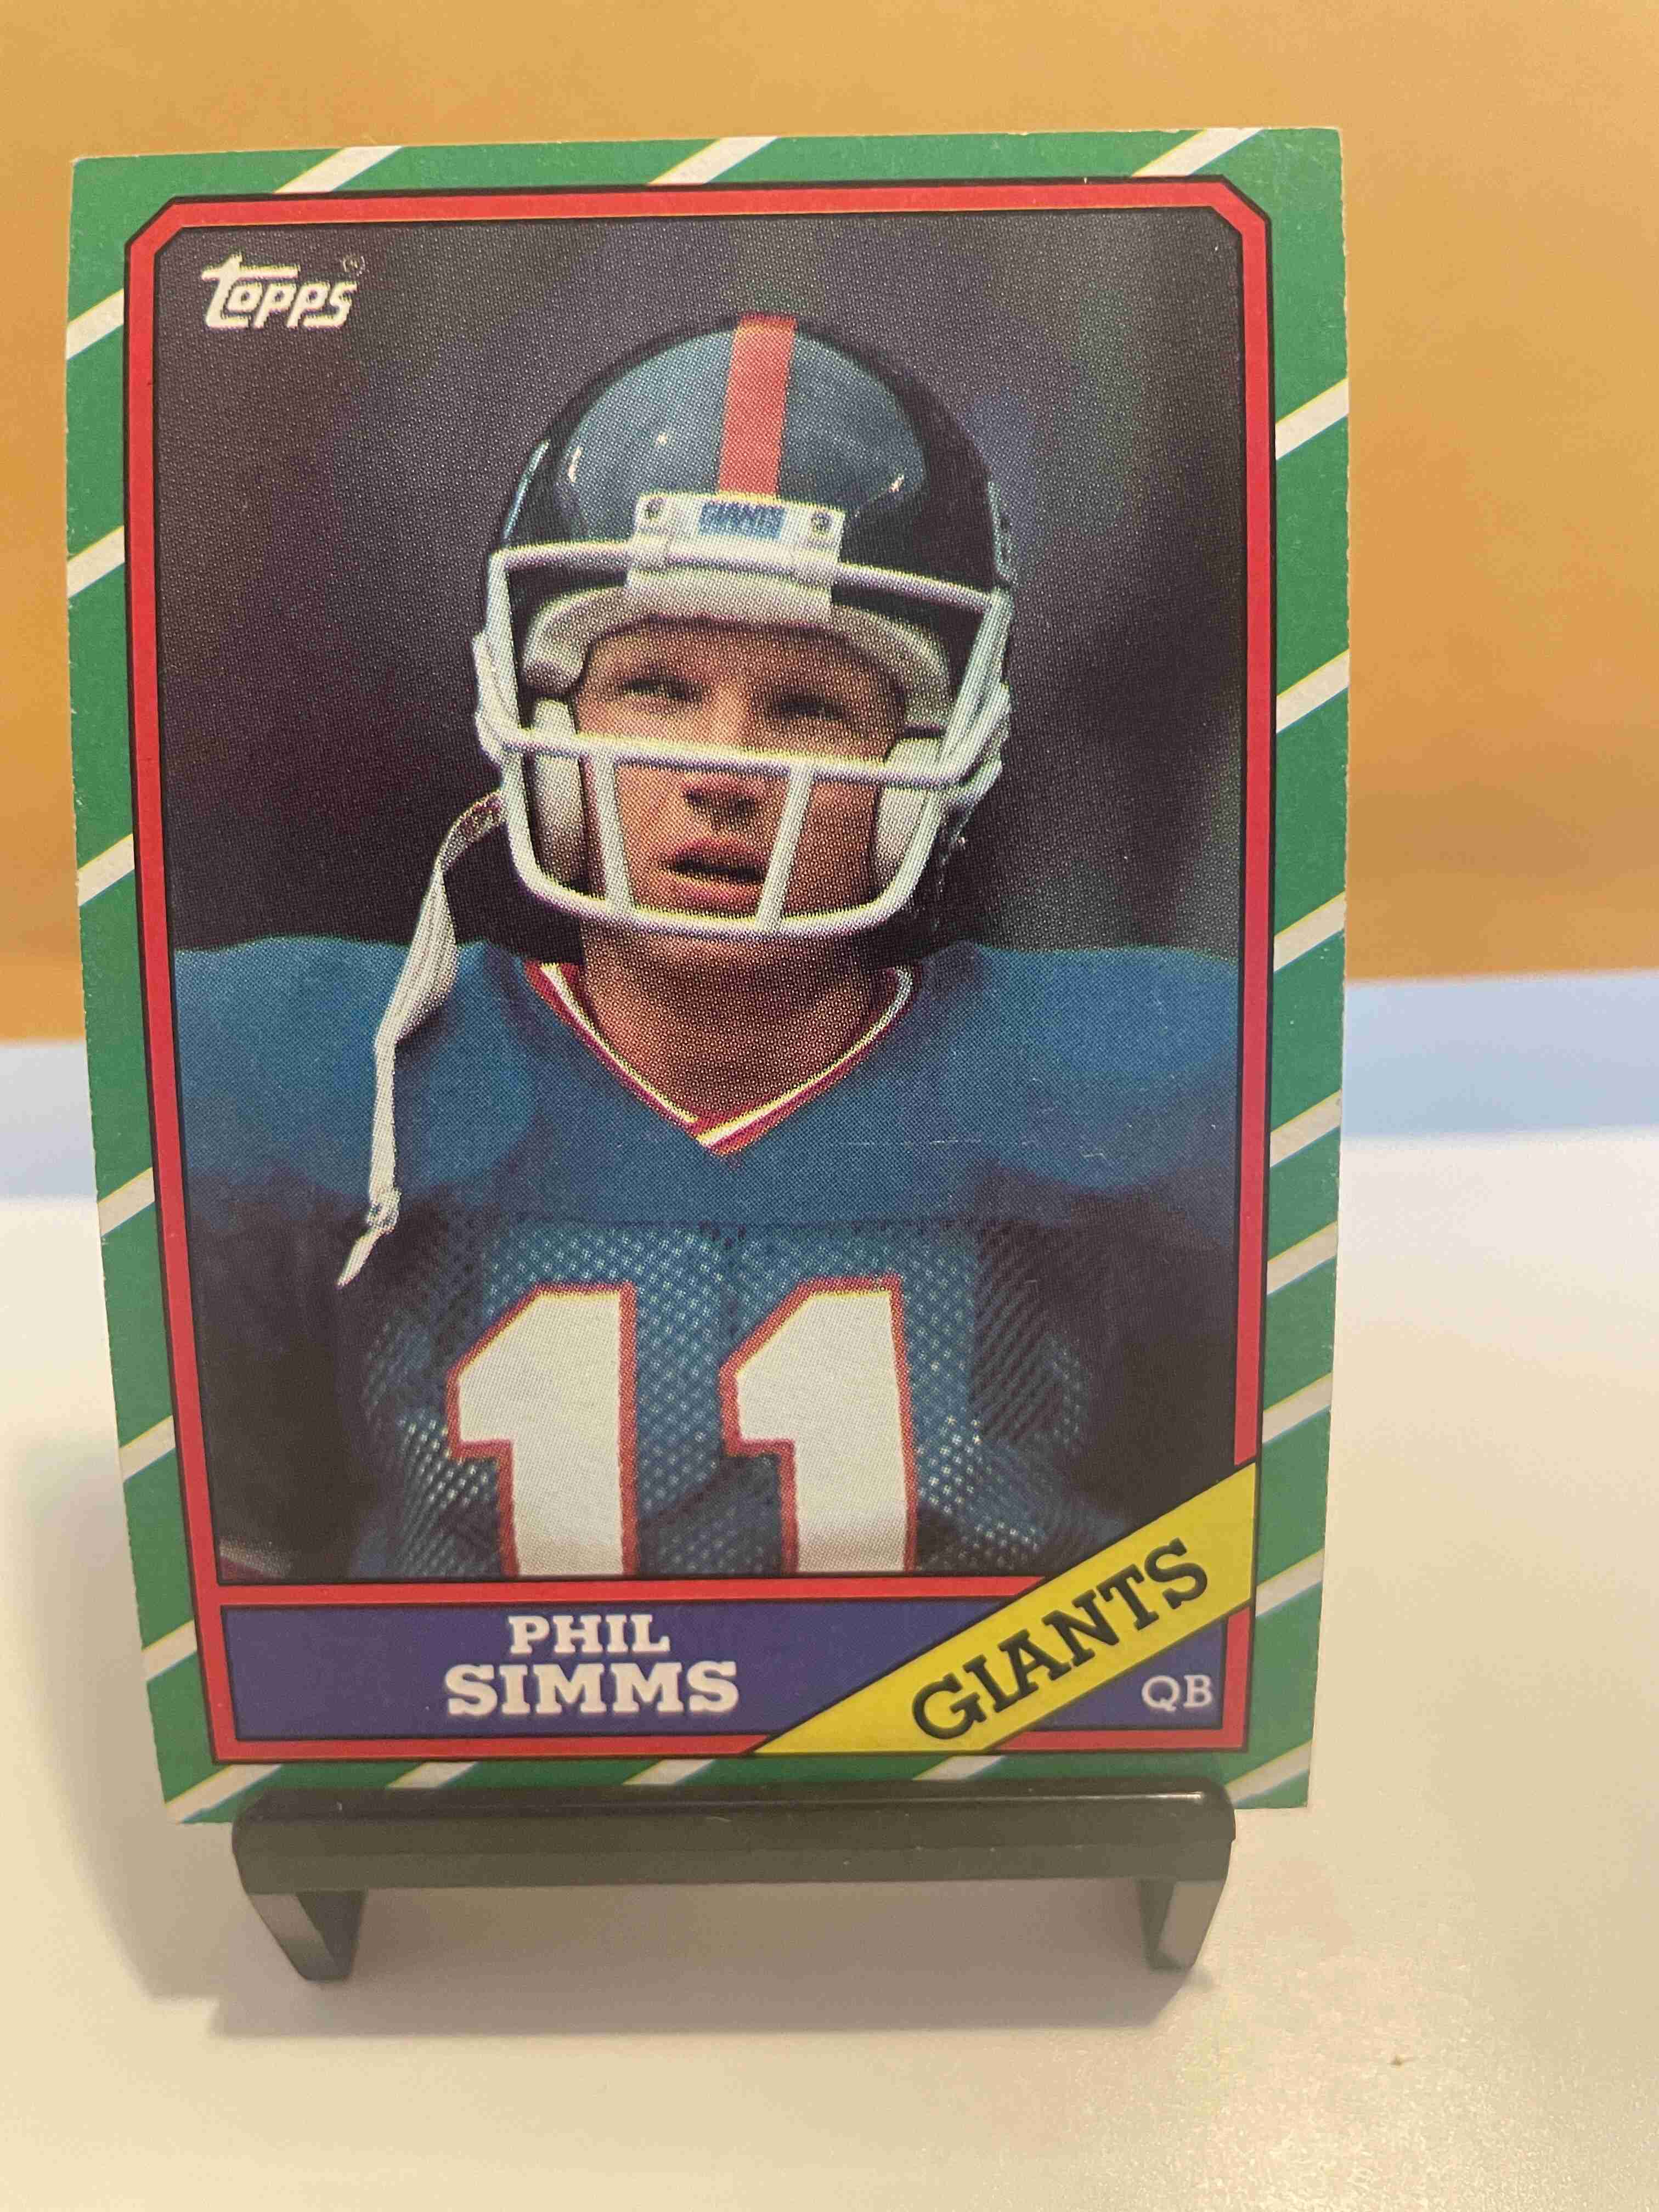 topps
GIANTS
11
PHIL
SIMMS
GIANTS
QB